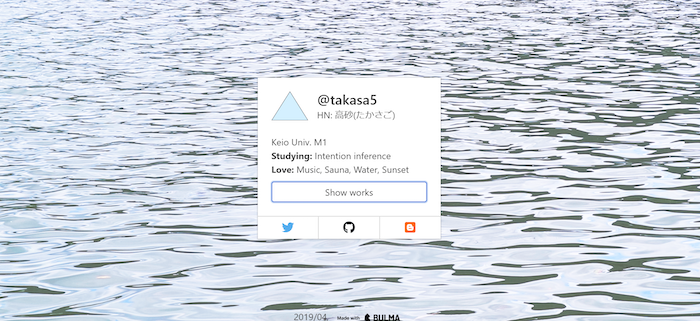 @takasa5
HN: 高砂(たかさご)
Keio Univ. M1
Studying: Intention inference
Love: Music, Sauna, Water, Sunset
Show works
2019/04 Made with BULMA